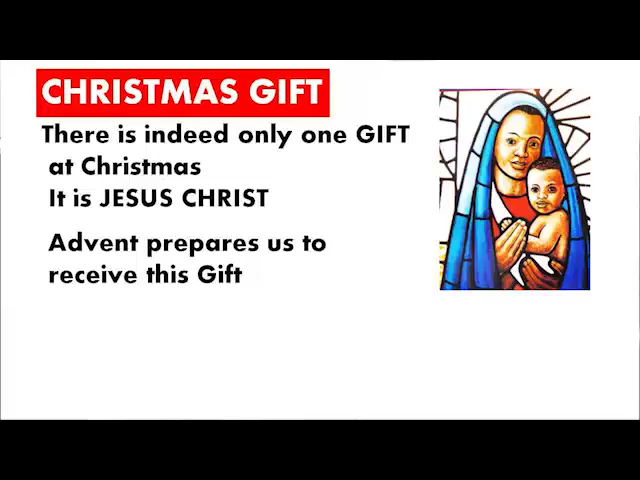 CHRISTMAS GIFT
There is indeed only one GIFT
at Christmas
It is JESUS CHRIST
Advent prepares us to
receive this Gift